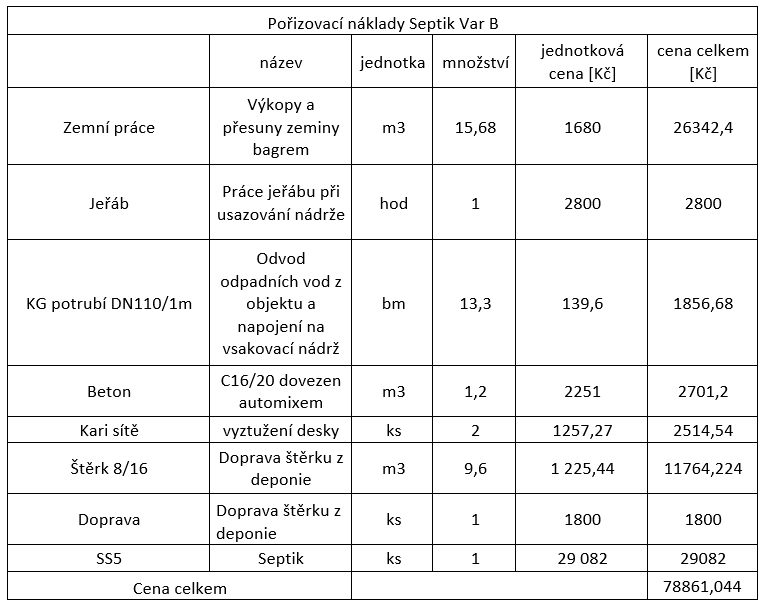 Pořizovací náklady Septik Var B
název
jednotka
množství
jednotková
cena [Kč]
cena celkem
[Kč]
Zemní práce
Výkopy a
přesuny zeminy
bagrem
m3
15,68
1680
26342,4
Jeřáb
Práce jeřábu při
usazování nádrže
hod
1
2800
2800
KG potrubí DN110/1m
Odvod
odpadních vod z
objektu a
napojení na
vsakovací nádrž
bm
13,3
139,6
1856,68
Beton
C16/20 dovezen
automixem
m3
1,2
2251
2701,2
Kari sítě
vyztužení desky
ks
2
1257,27
2514,54
Štěrk 8/16
Doprava štěrku z
deponie
m3
9,6
1 225,44
11764,224
Doprava
Doprava štěrku z
deponie
ks
1
1800
1800
SS5
Septik
ks
1
29 082
29082
Cena celkem
78861,044